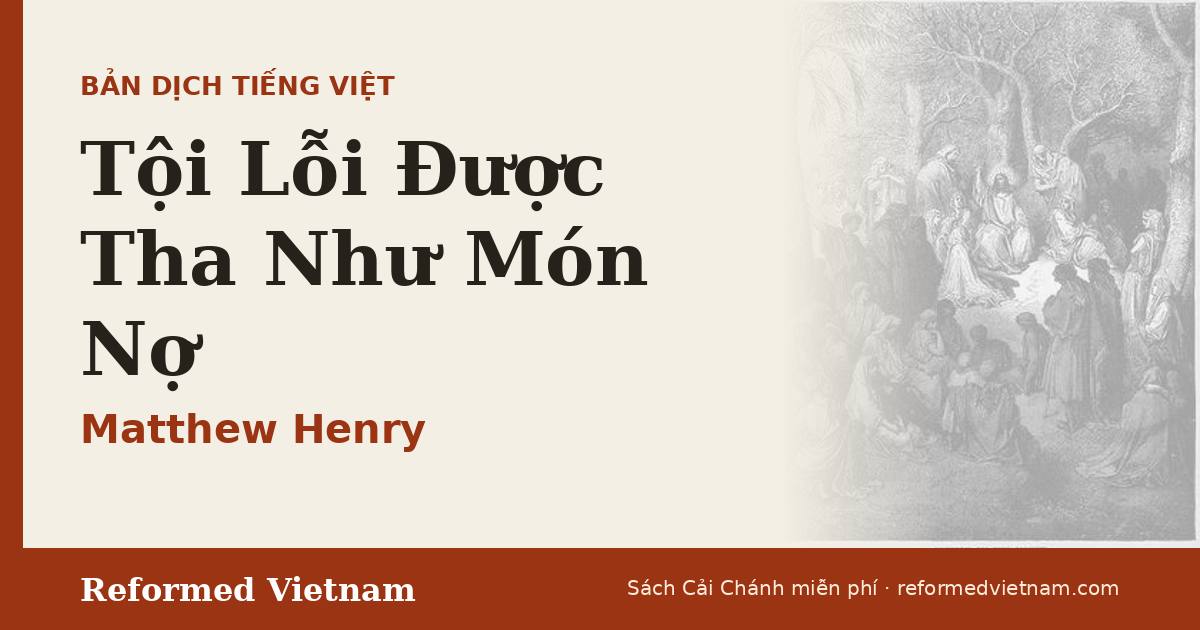 BẢN DỊCH TIẾNG VIỆT
Tội Lỗi Được
Tha Như Món
Nợ
Matthew Henry
Reformed Vietnam
Sách Cải Chánh miễn phí · reformedvietnam.com